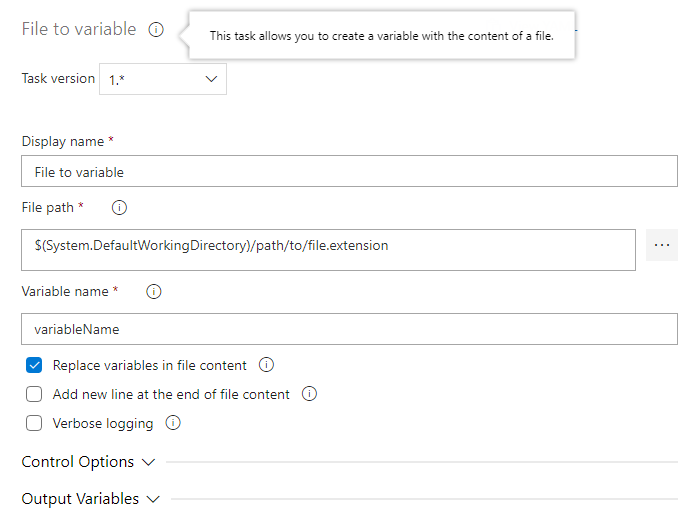 File to variable
This task allows you to create a variable with the content of a file.
Task version 1.*
Display name *
File to variable
File path *
$(System.DefaultWorkingDirectory)/path/to/file.extension
...
Variable name *
variableName
Replace variables in file content
Add new line at the end of file content
Verbose logging
Control Options
Output Variables